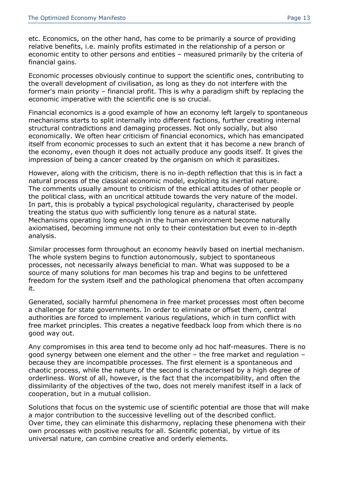 The Optimized Economy Manifesto Page 13
etc. Economics, on the other hand, has come to be primarily a source of providing
relative benefits, i.e. mainly profits estimated in the relationship of a person or
economic entity to other persons and entities – measured primarily by the criteria of
financial gains.
Economic processes obviously continue to support the scientific ones, contributing to
the overall development of civilisation, as long as they do not interfere with the
former's main priority – financial profit. This is why a paradigm shift by replacing the
economic imperative with the scientific one is so crucial.
Financial economics is a good example of how an economy left largely to spontaneous
mechanisms starts to split internally into different factions, further creating internal
structural contradictions and damaging processes. Not only socially, but also
economically. We often hear criticism of financial economics, which has emancipated
itself from economic processes to such an extent that it has become a new branch of
the economy, even though it does not actually produce any goods itself. It gives the
impression of being a cancer created by the organism on which it parasitizes.
However, along with the criticism, there is no in-depth reflection that this is in fact a
natural process of the classical economic model, exploiting its inertial nature.
The comments usually amount to criticism of the ethical attitudes of other people or
the political class, with an uncritical attitude towards the very nature of the model.
In part, this is probably a typical psychological regularity, characterised by people
treating the status quo with sufficiently long tenure as a natural state.
Mechanisms operating long enough in the human environment become naturally
axiomatised, becoming immune not only to their contestation but even to in-depth
analysis.
Similar processes form throughout an economy heavily based on inertial mechanism.
The whole system begins to function autonomously, subject to spontaneous
processes, not necessarily always beneficial to man. What was supposed to be a
source of many solutions for man becomes his trap and begins to be unfettered
freedom for the system itself and the pathological phenomena that often accompany
it.
Generated, socially harmful phenomena in free market processes most often become
a challenge for state governments. In order to eliminate or offset them, central
authorities are forced to implement various regulations, which in turn conflict with
free market principles. This creates a negative feedback loop from which there is no
good way out.
Any compromises in this area tend to become only ad hoc half-measures. There is no
good synergy between one element and the other – the free market and regulation –
because they are incompatible processes. The first element is a spontaneous and
chaotic process, while the nature of the second is characterised by a high degree of
orderliness. Worst of all, however, is the fact that the incompatibility, and often the
dissimilarity of the objectives of the two, does not merely manifest itself in a lack of
cooperation, but in a mutual collision.
Solutions that focus on the systemic use of scientific potential are those that will make
a major contribution to the successive levelling out of the described conflict.
Over time, they can eliminate this disharmony, replacing these phenomena with their
own processes with positive results for all. Scientific potential, by virtue of its
universal nature, can combine creative and orderly elements.